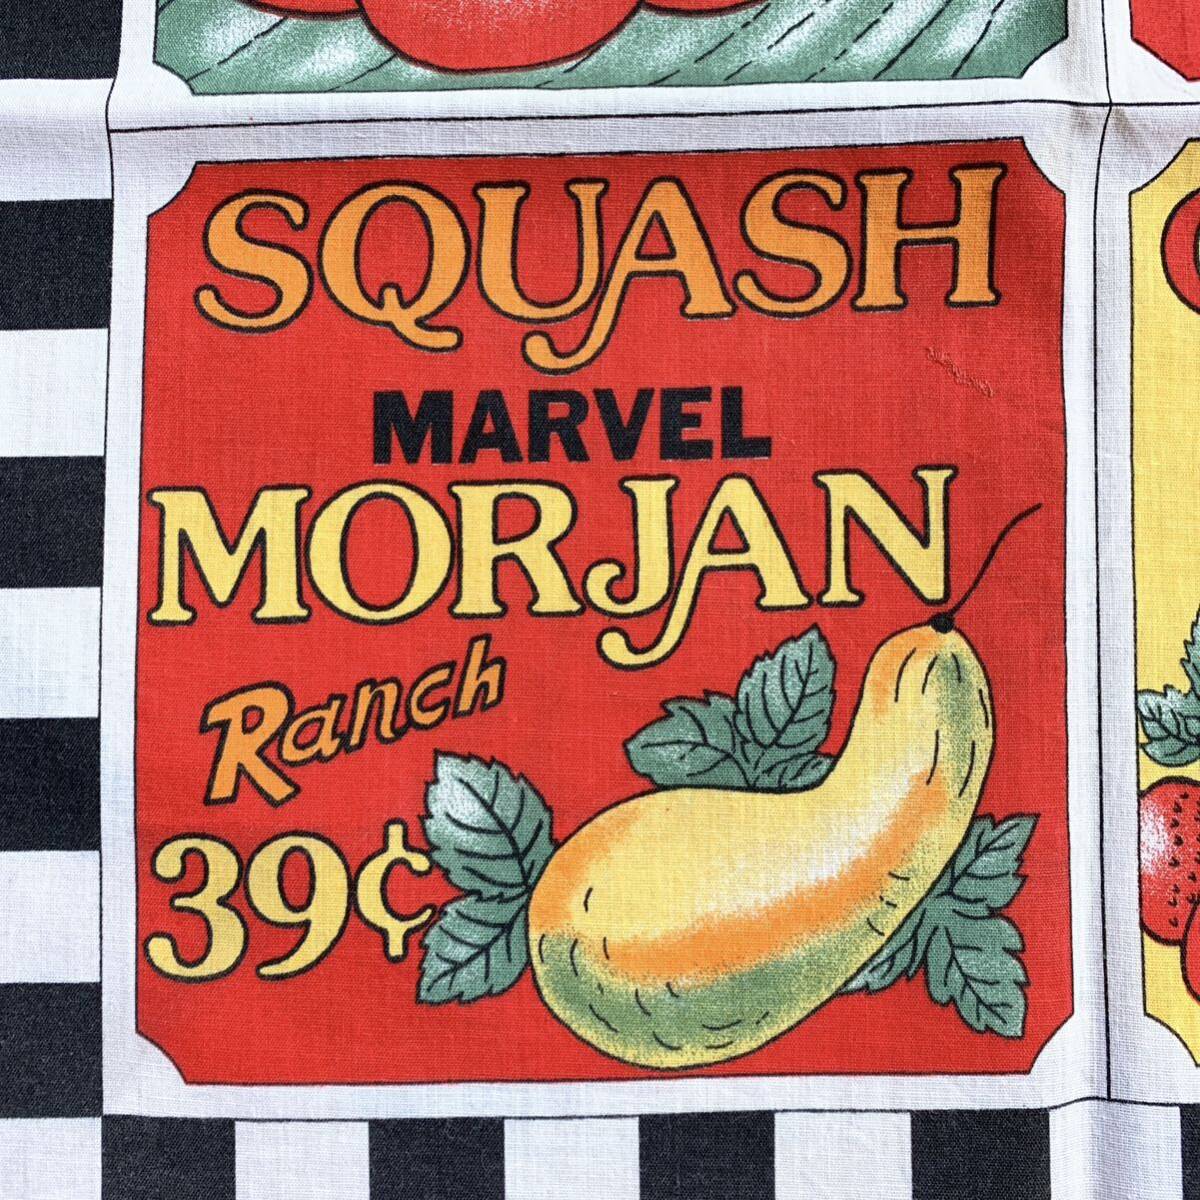 SQUASH
MARVEL
MORJAN
Ranch
39¢